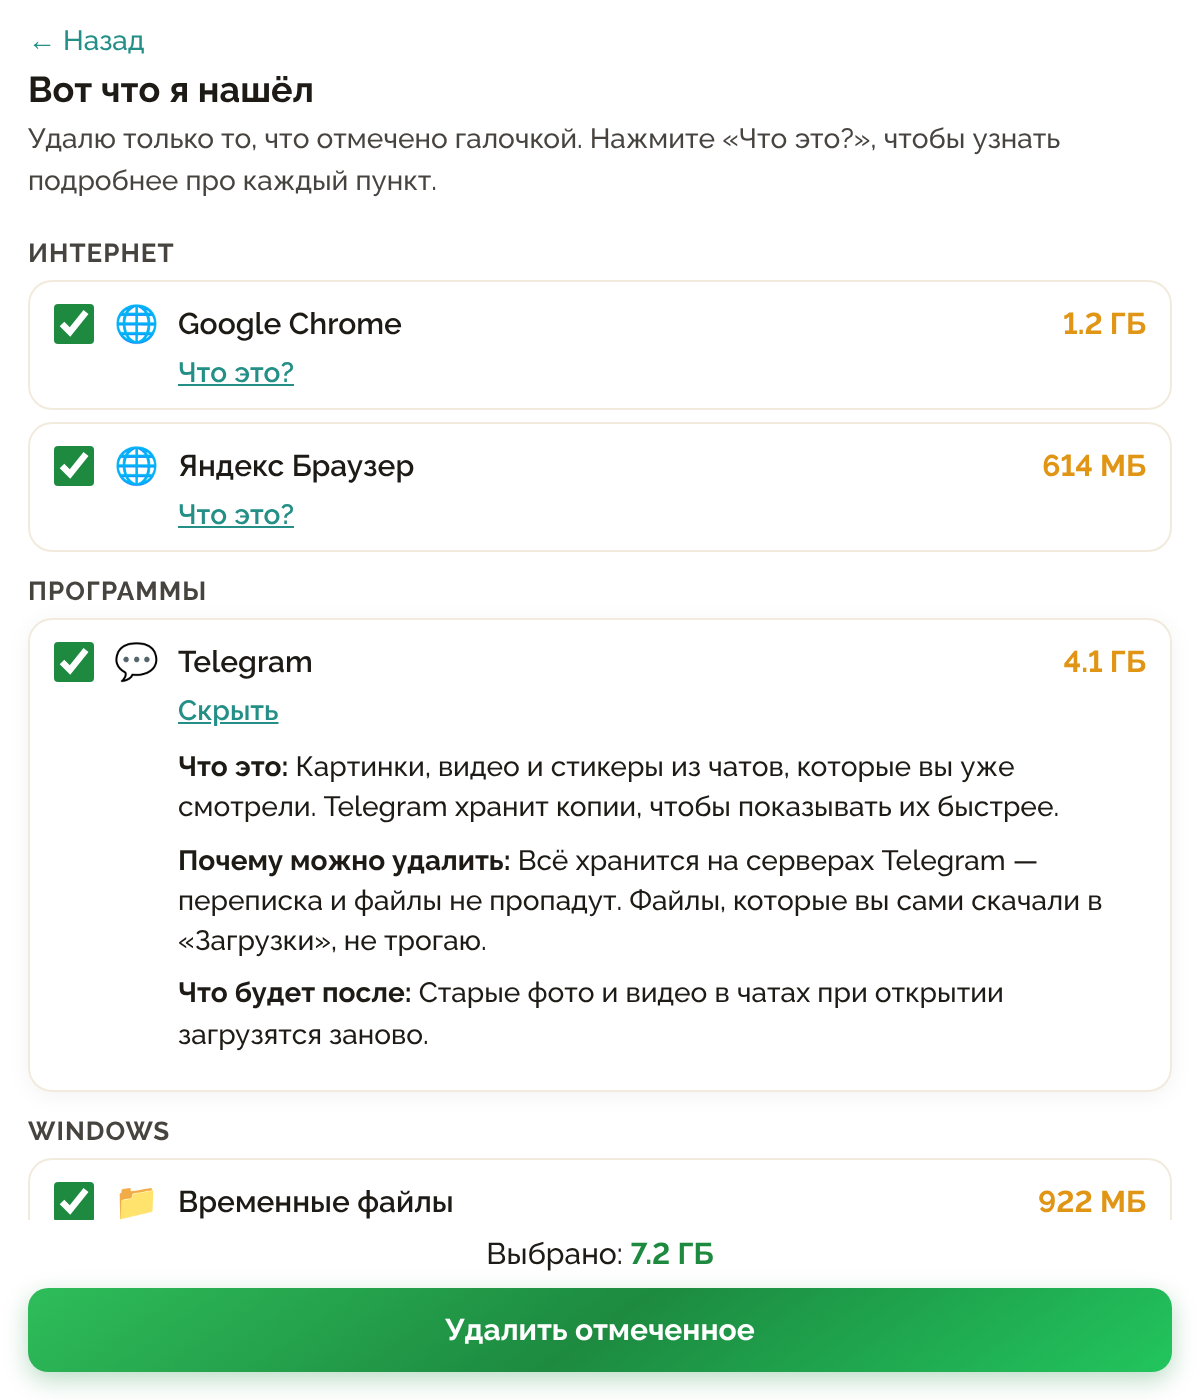 ← Назад
Вот что я нашёл
Удалю только то, что отмечено галочкой. Нажмите «Что это?», чтобы узнать
подробнее про каждый пункт.
ИНТЕРНЕТ
Google Chrome 1.2 ГБ
Что это?
Яндекс Браузер 614 МБ
Что это?
ПРОГРАММЫ
Telegram 4.1 ГБ
Скрыть
Что это: Картинки, видео и стикеры из чатов, которые вы уже
смотрели. Telegram хранит копии, чтобы показывать их быстрее.
Почему можно удалить: Всё хранится на серверах Telegram —
переписка и файлы не пропадут. Файлы, которые вы сами скачали в
«Загрузки», не трогаю.
Что будет после: Старые фото и видео в чатах при открытии
загрузятся заново.
WINDOWS
Временные файлы 922 МБ
Выбрано: 7.2 ГБ
Удалить отмеченное